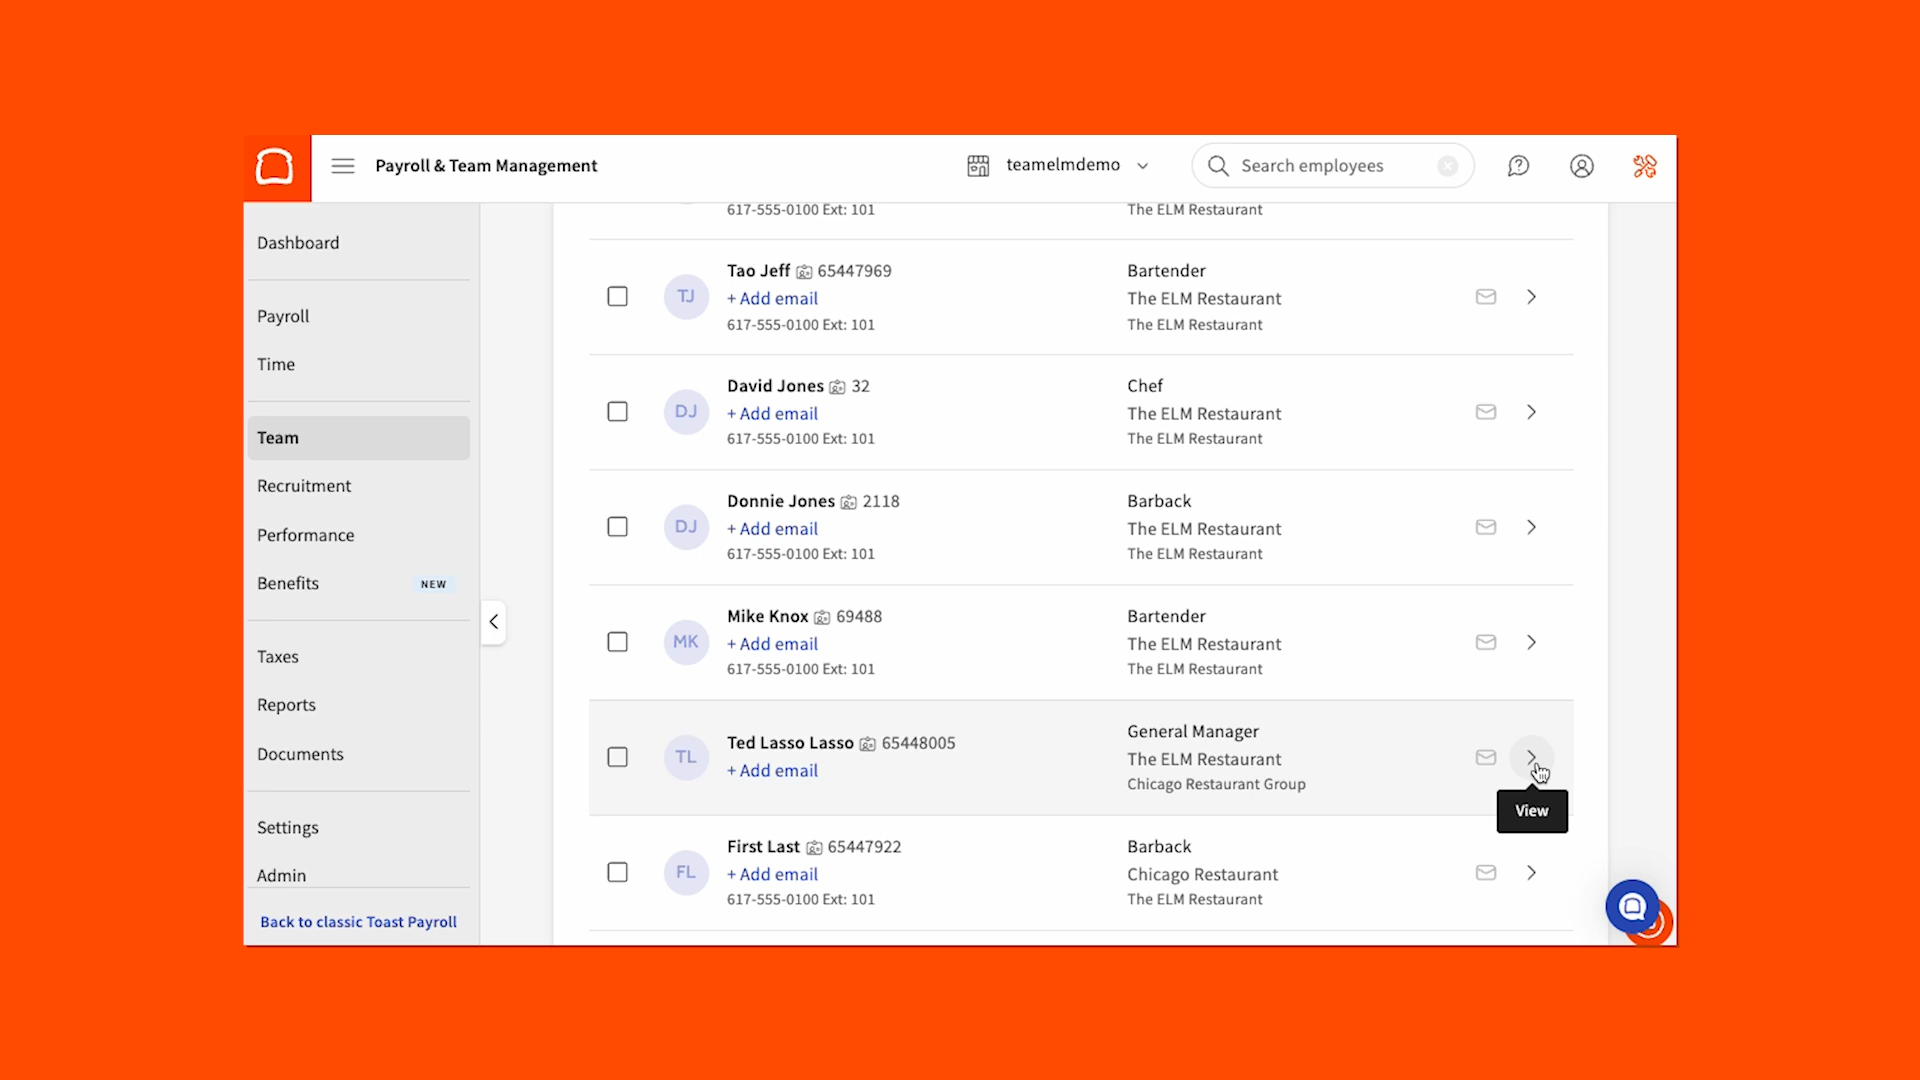 Payroll & Team Management
teamelmdemo
Search employees
Dashboard
Payroll
Time
Team
Recruitment
Performance
Benefits NEW
Taxes
Reports
Documents
Settings
Admin
Back to classic Toast Payroll
617-555-0100 Ext: 101
The ELM Restaurant
TJ
Tao Jeff 65447969
+ Add email
617-555-0100 Ext: 101
Bartender
The ELM Restaurant
The ELM Restaurant
DJ
David Jones 32
+ Add email
617-555-0100 Ext: 101
Chef
The ELM Restaurant
The ELM Restaurant
DJ
Donnie Jones 2118
+ Add email
617-555-0100 Ext: 101
Barback
The ELM Restaurant
The ELM Restaurant
MK
Mike Knox 69488
+ Add email
617-555-0100 Ext: 101
Bartender
The ELM Restaurant
The ELM Restaurant
TL
Ted Lasso Lasso 65448005
+ Add email
General Manager
The ELM Restaurant
Chicago Restaurant Group
View
FL
First Last 65447922
+ Add email
617-555-0100 Ext: 101
Barback
Chicago Restaurant
The ELM Restaurant